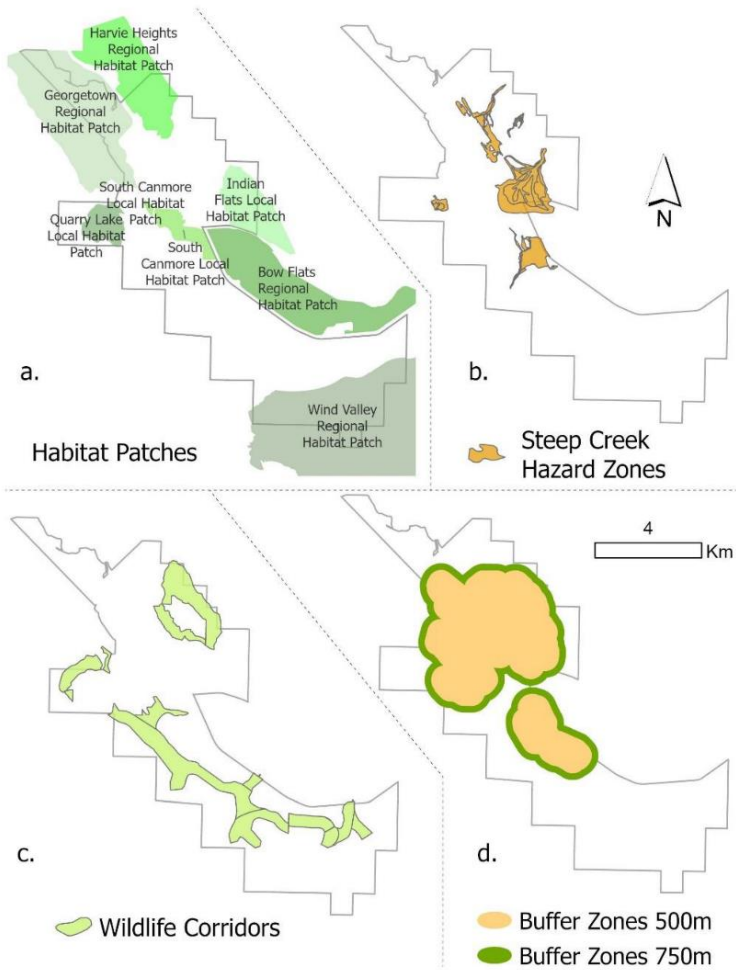 Harvie Heights
Regional
Habitat Patch
Georgetown
Regional
Habitat Patch
South Canmore
Local Habitat
Patch
Quarry Lake
Local Habitat
Patch
Indian
Flats Local
Habitat Patch
South
Canmore Local
Habitat Patch
Bow Flats
Regional
Habitat Patch
Wind Valley
Regional
Habitat Patch
a.
Habitat Patches
N
b.
Steep Creek
Hazard Zones
c.
Wildlife Corridors
4
Km
d.
Buffer Zones 500m
Buffer Zones 750m